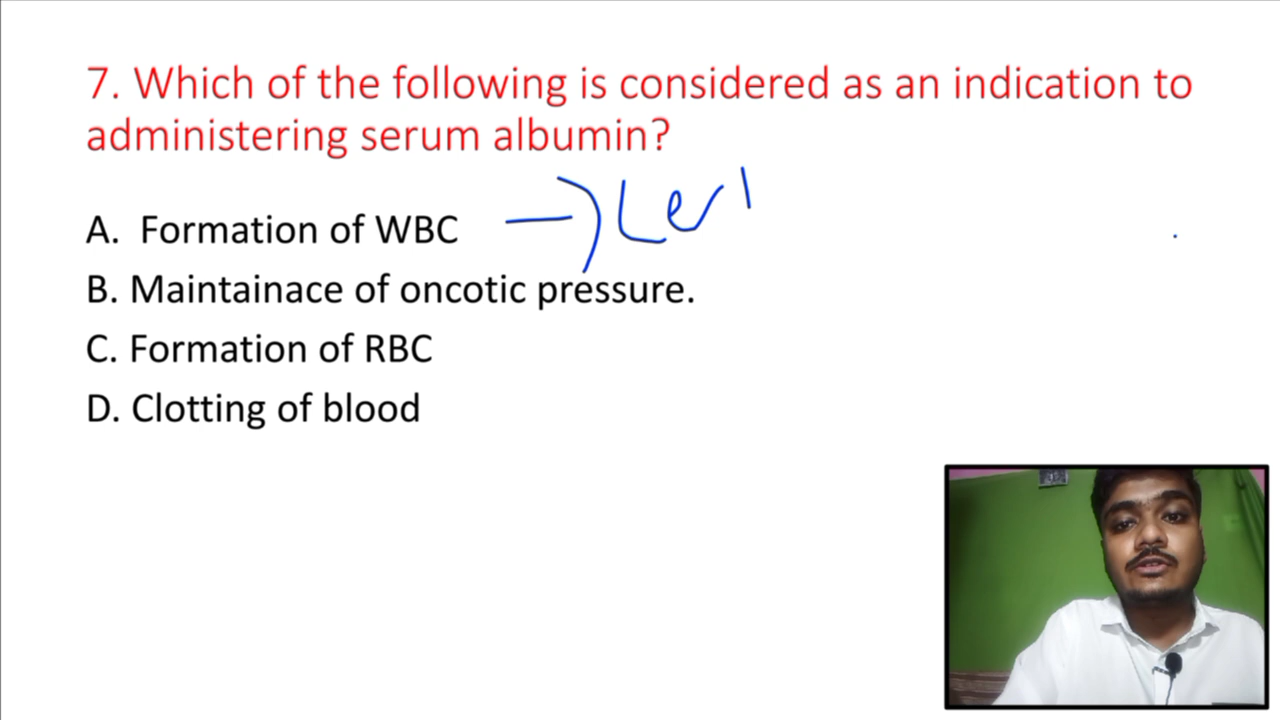 7. Which of the following is considered as an indication to
administering serum albumin?
A. Formation of WBC
B. Maintainace of oncotic pressure.
C. Formation of RBC
D. Clotting of blood